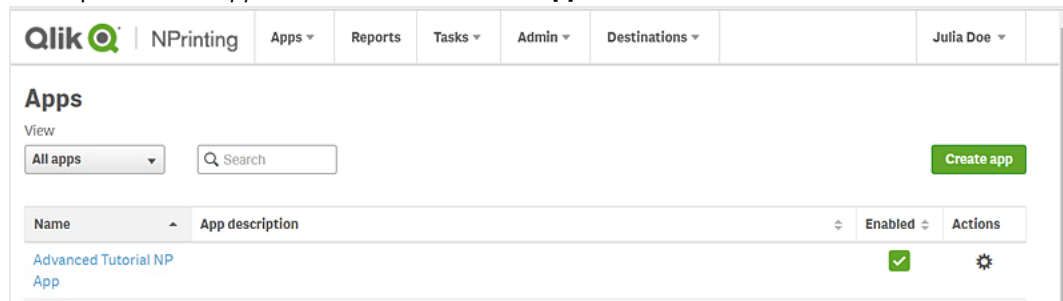 Qlik Q NPrinting Apps Reports Tasks Admin Destinations Julia Doe
Apps
View
All apps Search Create app
Name App description Enabled Actions
Advanced Tutorial NP
App